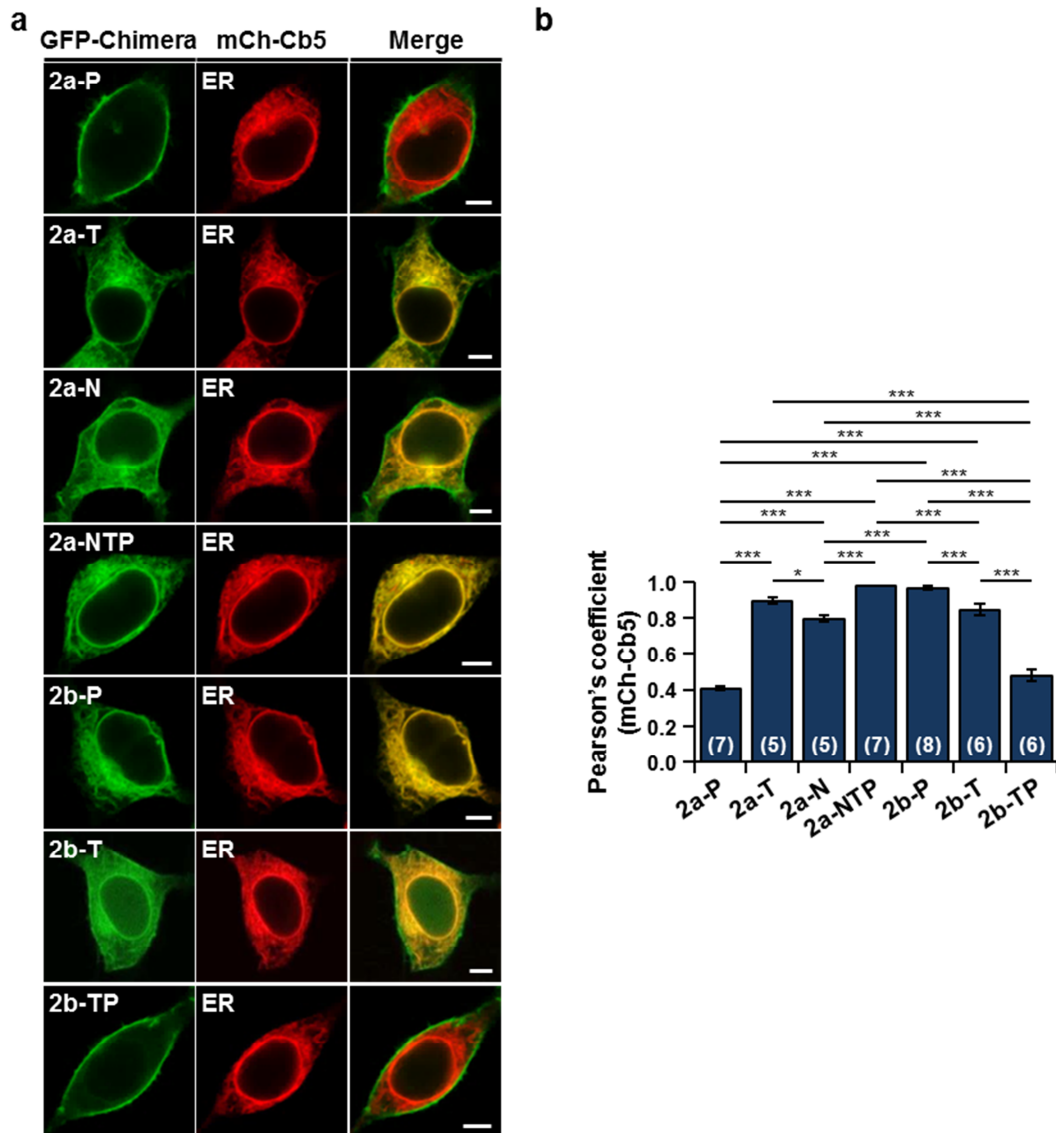 a
GFP-Chimera mCh-Cb5 Merge
2a-P ER
2a-T ER
2a-N ER
2a-NTP ER
2b-P ER
2b-T ER
2b-TP ER
b
***
***
***
***
***
*** ***
*** ***
***
*** * *** *** ***
Pearson's coefficient
(mCh-Cb5)
1.0
0.8
0.6
0.4
0.2
0.0
(7) (5) (5) (7) (8) (6) (6)
2a-P 2a-T 2a-N 2a-NTP 2b-P 2b-T 2b-TP